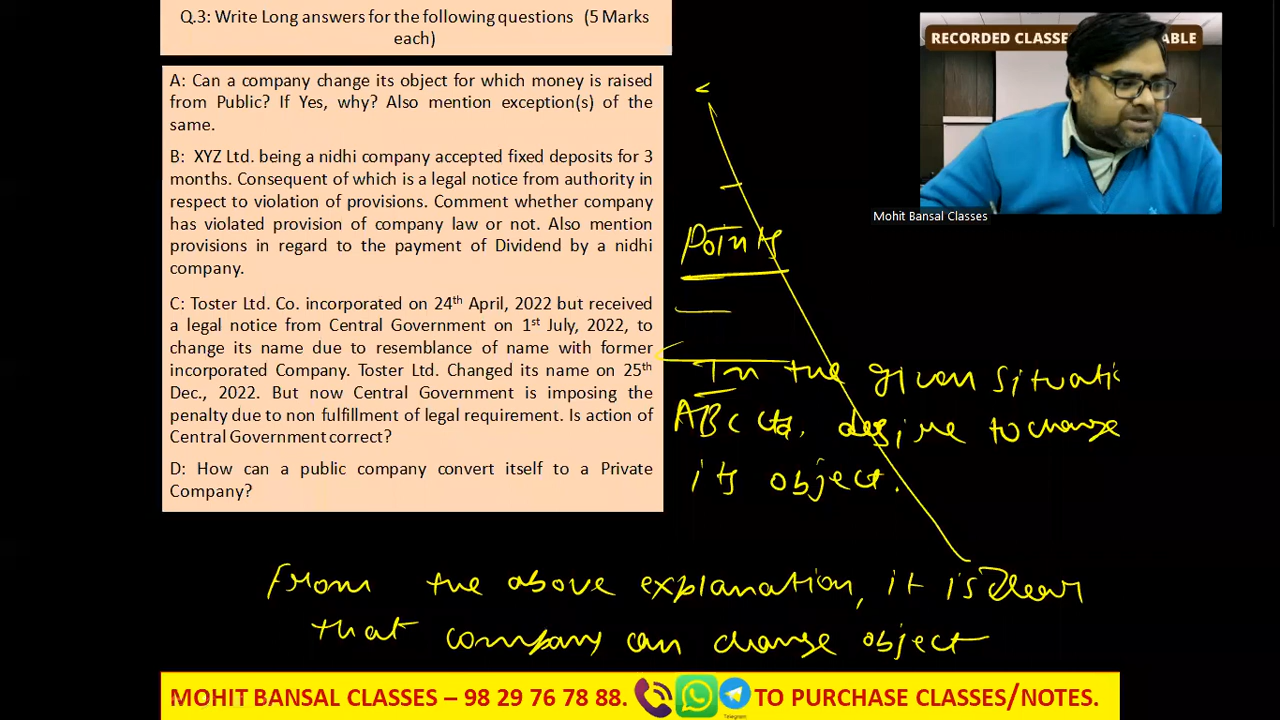 Q.3: Write Long answers for the following questions (5 Marks
each)
RECORDED CLASSE
ABLE
A: Can a company change its object for which money is raised
from Public? If Yes, why? Also mention exception(s) of the
same.
B: XYZ Ltd. being a nidhi company accepted fixed deposits for 3
months. Consequent of which is a legal notice from authority in
respect to violation of provisions. Comment whether company
has violated provision of company law or not. Also mention
provisions in regard to the payment of Dividend by a nidhi
company.
C: Toster Ltd. Co. incorporated on 24th April, 2022 but received
a legal notice from Central Government on 1st July, 2022, to
change its name due to resemblance of name with former
incorporated Company. Toster Ltd. Changed its name on 25th
Dec., 2022. But now Central Government is imposing the
penalty due to non fulfillment of legal requirement. Is action of
Central Government correct?
D: How can a public company convert itself to a Private
Company?
Mohit Bansal Classes
Points
In the given situati
ABC Ltd. desire to change
its object.
From the above explanation, it is clear
that company can change object
MOHIT BANSAL CLASSES – 98 29 76 78 88. TO PURCHASE CLASSES/NOTES.
Telegram